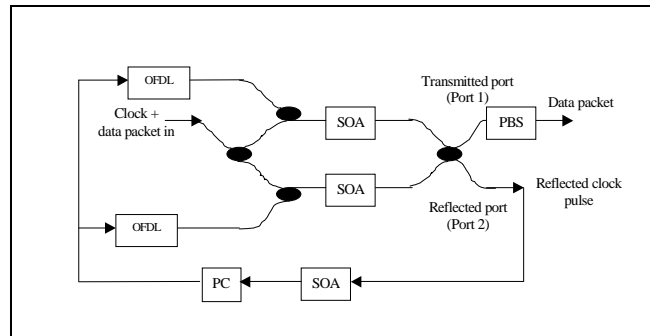 OFDL
Transmitted port
(Port 1)
Clock +
data packet in
SOA
PBS
Data packet
SOA
Reflected clock
pulse
Reflected port
(Port 2)
OFDL
PC
SOA